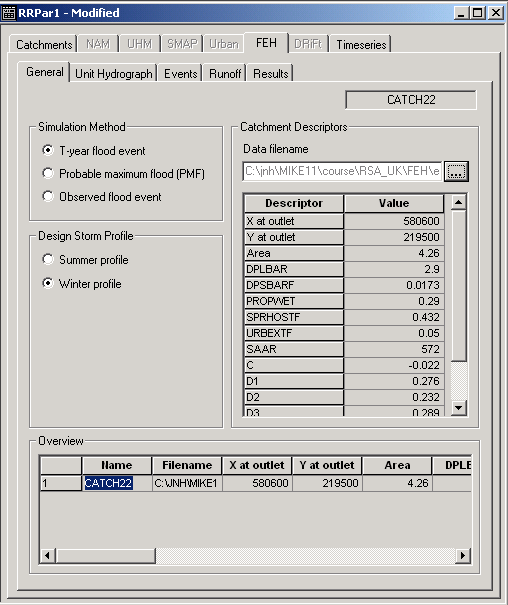 RRPar1 - Modified
Catchments NAM UHM SMAP Urban FEH DRiFt Timeseries
General Unit Hydrograph Events Runoff Results
CATCH22
Simulation Method
T-year flood event
Probable maximum flood (PMF)
Observed flood event
Design Storm Profile
Summer profile
Winter profile
Catchment Descriptors
Data filename
C:\jnh\MIKE11\course\RSA_UK\FEH\e ...
Descriptor Value
X at outlet 580600
Y at outlet 219500
Area 4.26
DPLBAR 2.9
DPSBARF 0.0173
PROPWET 0.29
SPRHOSTF 0.432
URBEXTF 0.05
SAAR 572
C -0.022
D1 0.276
D2 0.232
D3 0.289
Overview
Name Filename X at outlet Y at outlet Area DPLE
1 CATCH22 C:\JNH\MIKE1 580600 219500 4.26